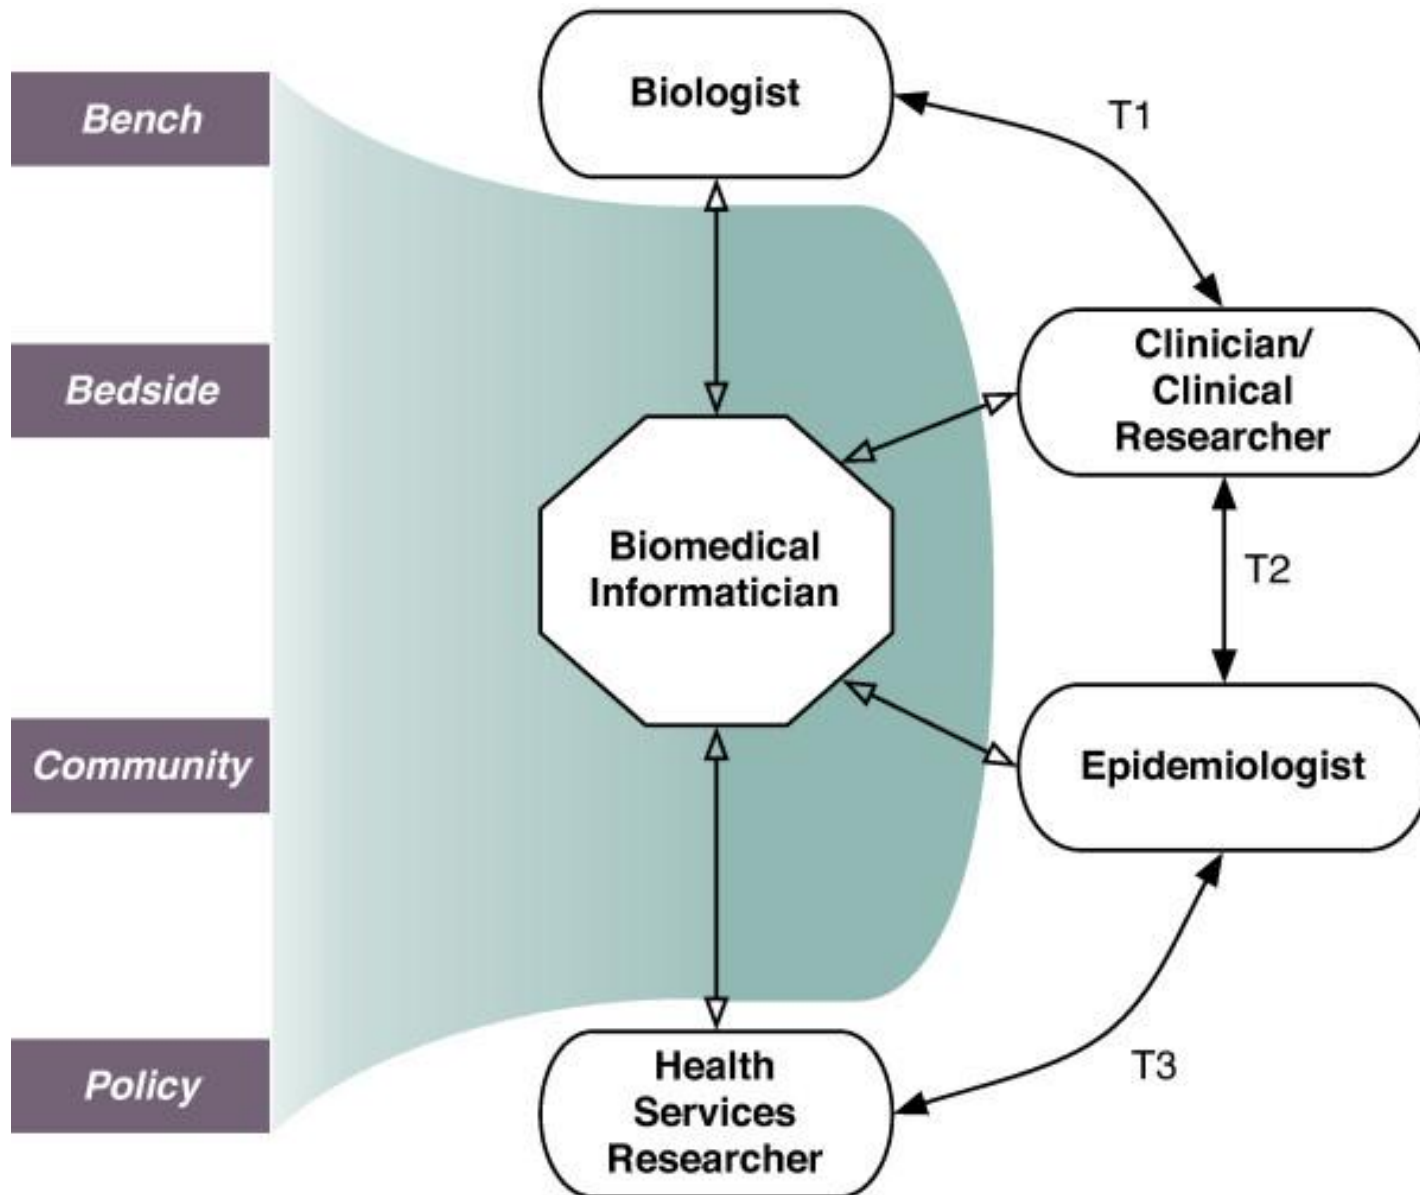 Bench
Bedside
Community
Policy
Biologist
T1
Clinician/
Clinical
Researcher
Biomedical
Informatician
T2
Epidemiologist
T3
Health
Services
Researcher